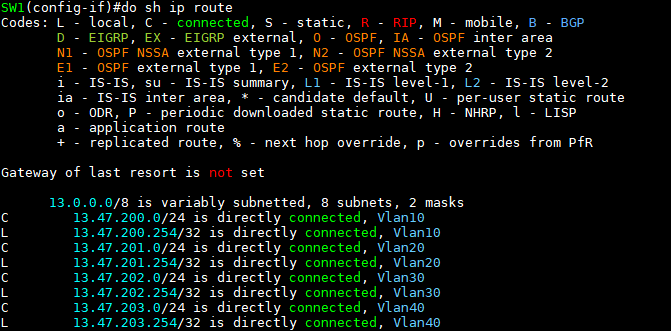 SW1(config-if)#do sh ip route
Codes: L - local, C - connected, S - static, R - RIP, M - mobile, B - BGP
       D - EIGRP, EX - EIGRP external, O - OSPF, IA - OSPF inter area
       N1 - OSPF NSSA external type 1, N2 - OSPF NSSA external type 2
       E1 - OSPF external type 1, E2 - OSPF external type 2
       i - IS-IS, su - IS-IS summary, L1 - IS-IS level-1, L2 - IS-IS level-2
       ia - IS-IS inter area, * - candidate default, U - per-user static route
       o - ODR, P - periodic downloaded static route, H - NHRP, l - LISP
       a - application route
       + - replicated route, % - next hop override, p - overrides from PfR
Gateway of last resort is not set
      13.0.0.0/8 is variably subnetted, 8 subnets, 2 masks
C        13.47.200.0/24 is directly connected, Vlan10
L        13.47.200.254/32 is directly connected, Vlan10
C        13.47.201.0/24 is directly connected, Vlan20
L        13.47.201.254/32 is directly connected, Vlan20
C        13.47.202.0/24 is directly connected, Vlan30
L        13.47.202.254/32 is directly connected, Vlan30
C        13.47.203.0/24 is directly connected, Vlan40
L        13.47.203.254/32 is directly connected, Vlan40